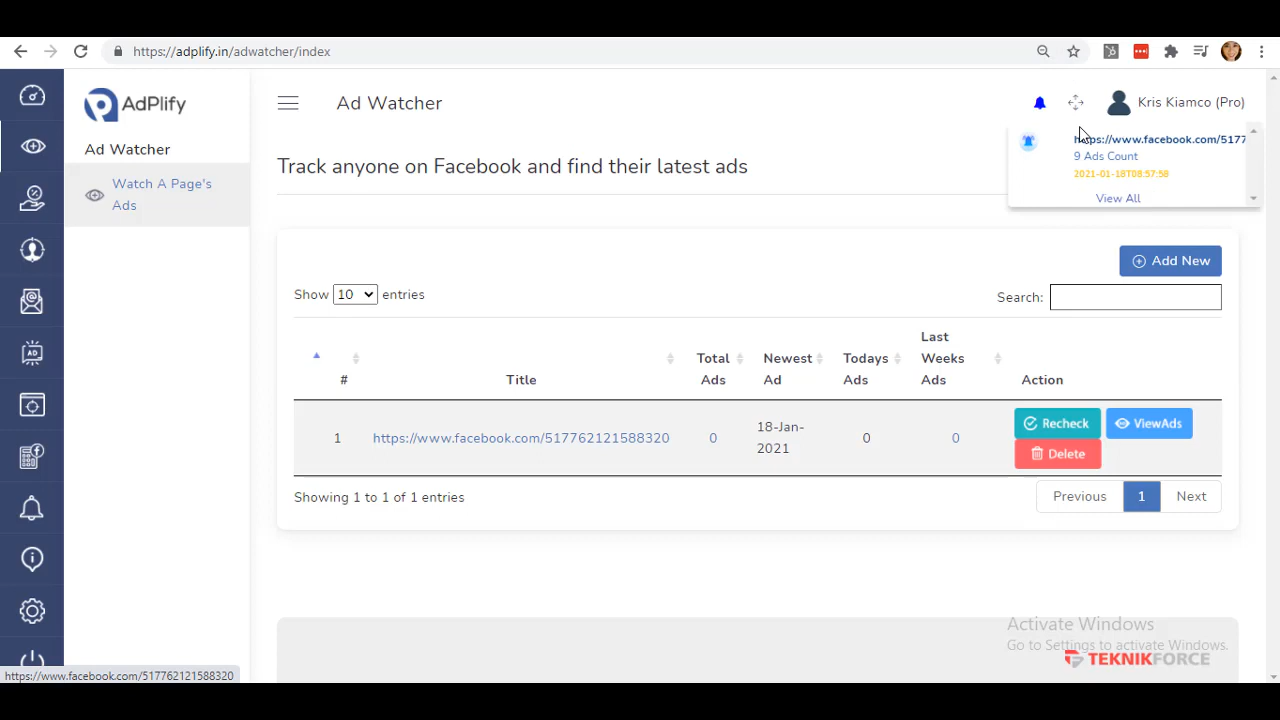 https://adplify.in/adwatcher/index
AdPlify
Ad Watcher
Kris Kiamco (Pro)
https://www.facebook.com/5177
9 Ads Count
2021-01-18T08:57:58
View All
Ad Watcher
Watch A Page's
Ads
Track anyone on Facebook and find their latest ads
Add New
Show 10 entries
Search:
# Title Total Ads Newest Ad Todays Ads Last Weeks Ads Action
1 https://www.facebook.com/517762121588320 0 18-Jan-2021 0 0 Recheck ViewAds
Delete
Showing 1 to 1 of 1 entries
Previous 1 Next
Activate Windows
Go to Settings to activate Windows.
TEKNIKFORCE
https://www.facebook.com/517762121588320